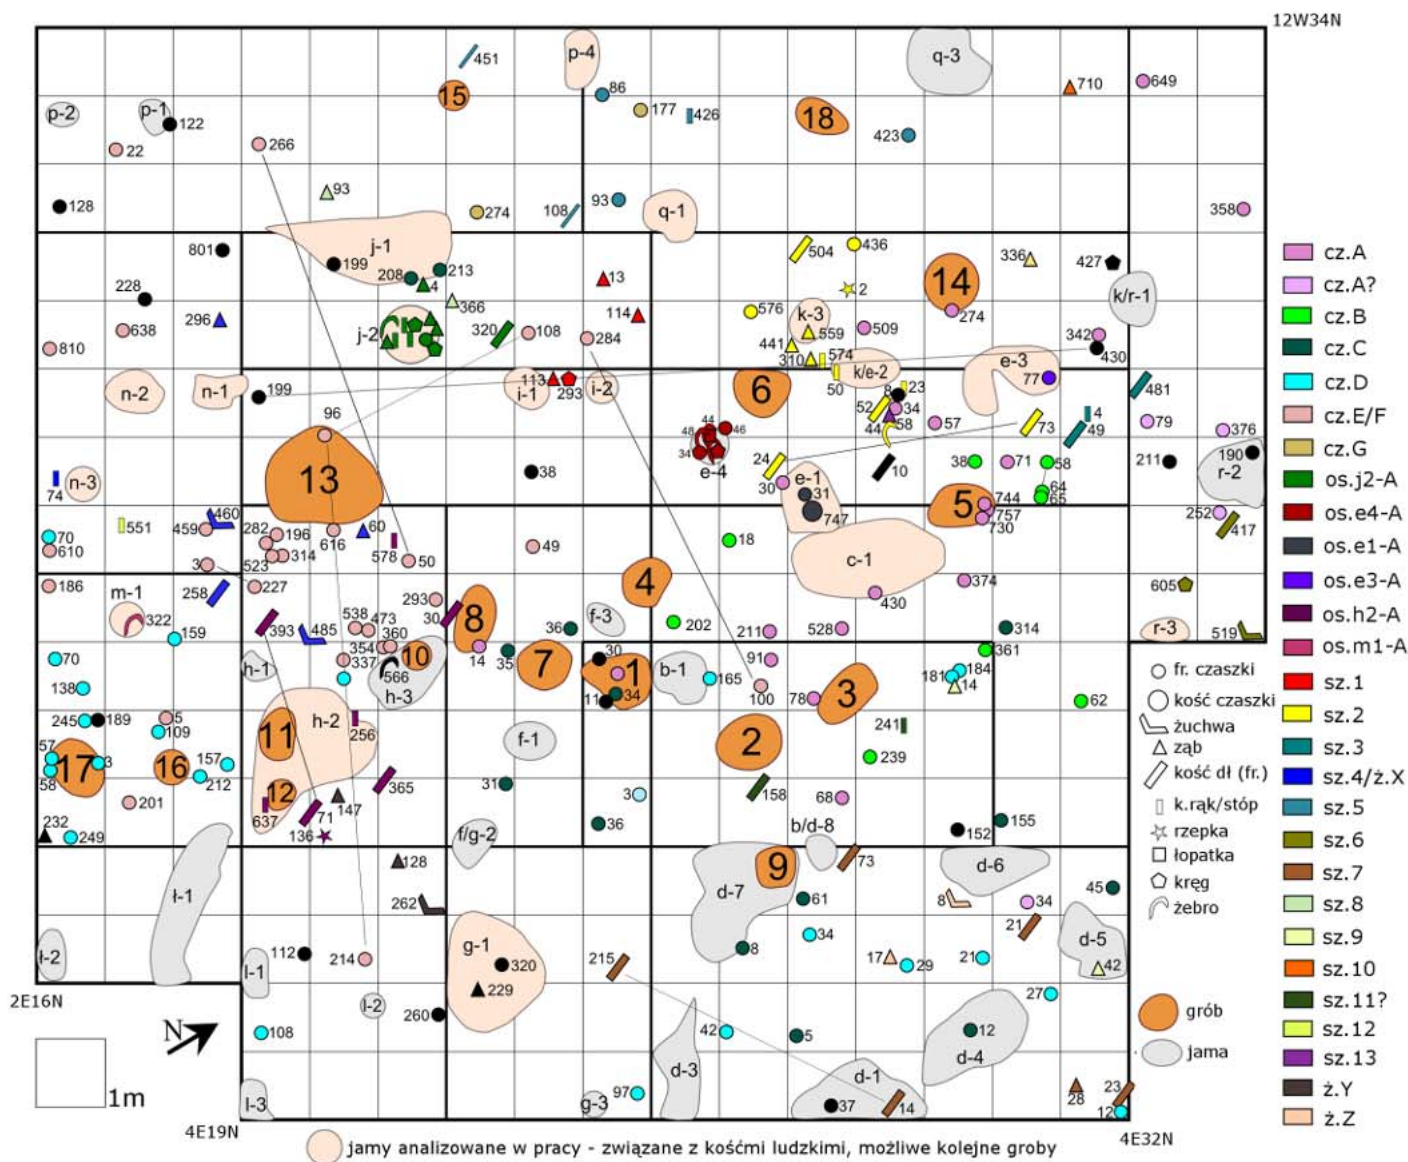 12W34N
451
p-4
q-3
86
710
649
15
p-2
p-1
122
177
426
18
423
22
266
128
93
274
108
93
q-1
358
801
j-1
199
208
213
4
13
504
436
336
427
14
k/r-1
228
366
114
576
2
k-3
274
296
j-2
320
108
284
559
509
342
638
441
574
430
810
310
k/e-2
e-3
n-2
n-1
199
113
293
i-1
i-2
6
50
8
23
77
481
96
52
34
4
44
58
57
73
49
79
376
48
44
46
34
e-4
190
13
38
24
10
38
71
58
211
r-2
n-3
30
e-1
31
64
65
74
5
744
757
730
252
417
460
747
551
459
282
196
60
70
616
578
18
610
314
49
c-1
3
523
50
186
m-1
258
227
4
374
605
293
30
8
430
322
393
485
538
473
f-3
202
211
528
314
r-3
519
159
360
36
354
10
337
14
35
7
30
361
70
h-1
566
1
b-1
165
91
184
181
14
138
h-3
34
11
100
78
3
62
245
189
5
h-2
256
109
11
f-1
2
241
57
17
3
16
157
239
58
212
365
31
12
147
3
158
68
201
637
71
232
136
36
155
249
f/g-2
b/d-8
152
128
73
9
d-6
d-7
45
ł-1
262
61
8
34
21
g-1
34
d-5
8
ł-2
112
214
320
215
17
29
21
42
l-1
229
2E16N
l-2
27
260
N
108
42
5
12
d-4
d-3
d-1
97
28
23
1m
l-3
g-3
37
14
12
4E19N
4E32N
cz.A
cz.A?
cz.B
cz.C
cz.D
cz.E/F
cz.G
os.j2-A
os.e4-A
os.e1-A
os.e3-A
os.h2-A
os.m1-A
sz.1
sz.2
sz.3
sz.4/ż.X
sz.5
sz.6
sz.7
sz.8
sz.9
sz.10
sz.11?
sz.12
sz.13
ż.Y
ż.Z
fr. czaszki
kość czaszki
żuchwa
ząb
kość dł (fr.)
k.rąk/stóp
rzepka
łopatka
kręg
żebro
grób
jama
jamy analizowane w pracy - związane z kośćmi ludzkimi, możliwe kolejne groby